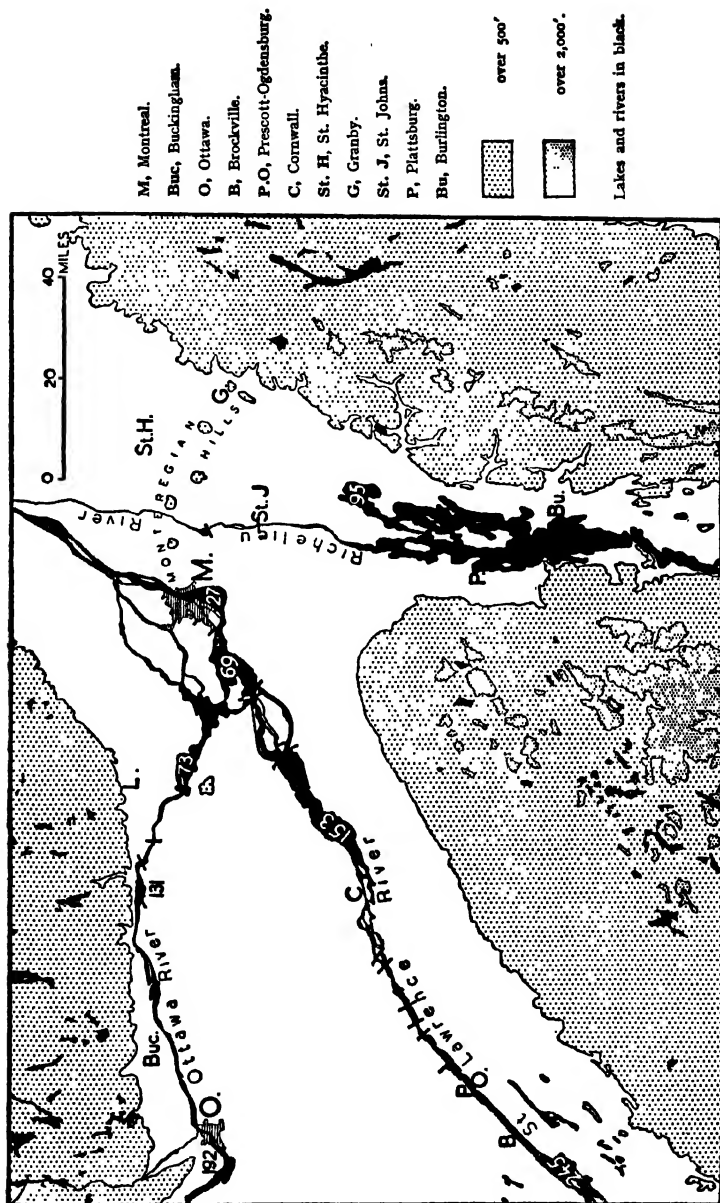 M, Montreal.
Buc, Buckingham.
O, Ottawa.
B, Brockville.
P.O, Prescott-Ogdensburg.
C, Cornwall.
St. H, St. Hyacinthe.
G, Granby.
St. J, St. Johns.
P, Plattsburg.
Bu, Burlington.
over 500'
over 2,000'.
Lakes and rivers in black.
0 20 40
MILES
St.H.
G.
MONTEREGIAN
HILLS
River
Richelieu
St.J
M.
27
69
L.
73
B
131
Buc.
Ottawa River
192
O.
153
C.
River
Lawrence
St
P.
O.
B.
243
95
P.
Bu.